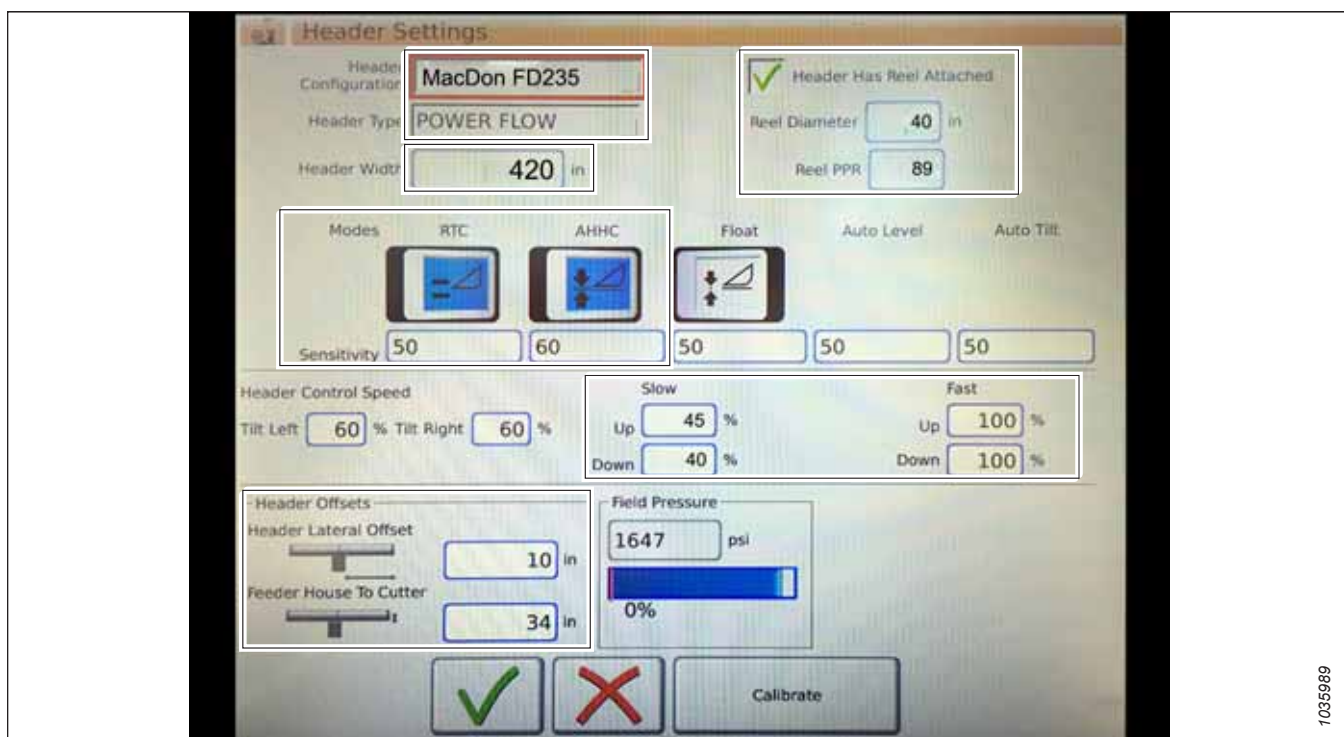 Header Settings
Header Configuration MacDon FD235
Header Type POWER FLOW
Header Width 420 in
Header Has Reel Attached
Reel Diameter 40 in
Reel PPR 89
Modes RTC AHHC Float Auto Level Auto Tilt
Sensitivity 50 60 50 50 50
Header Control Speed
Tilt Left 60 % Tilt Right 60 %
Slow Fast
Up 45 % Up 100 %
Down 40 % Down 100 %
Header Offsets
Header Lateral Offset
10 in
Feeder House To Cutter
34 in
Field Pressure
1647 psi
0%
Calibrate
1035989